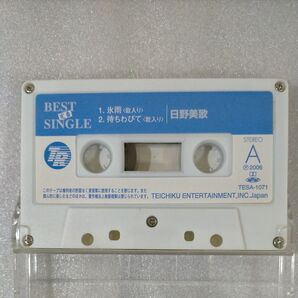 BEST
SINGLE
1. 氷雨〈歌入り〉
2. 待ちわびて〈歌入り〉
日野美歌
STEREO
A
Ⓟ2006
TESA-1071
TEICHIKU ENTERTAINMENT, INC. Japan